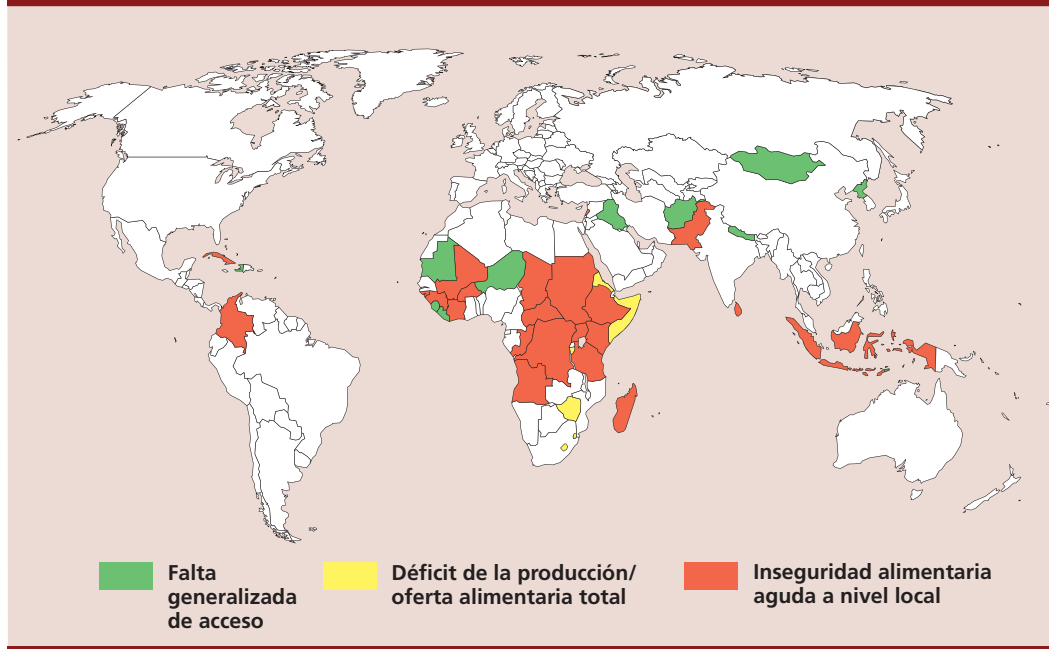 Falta
generalizada
de acceso
Déficit de la producción/
oferta alimentaria total
Inseguridad alimentaria
aguda a nivel local